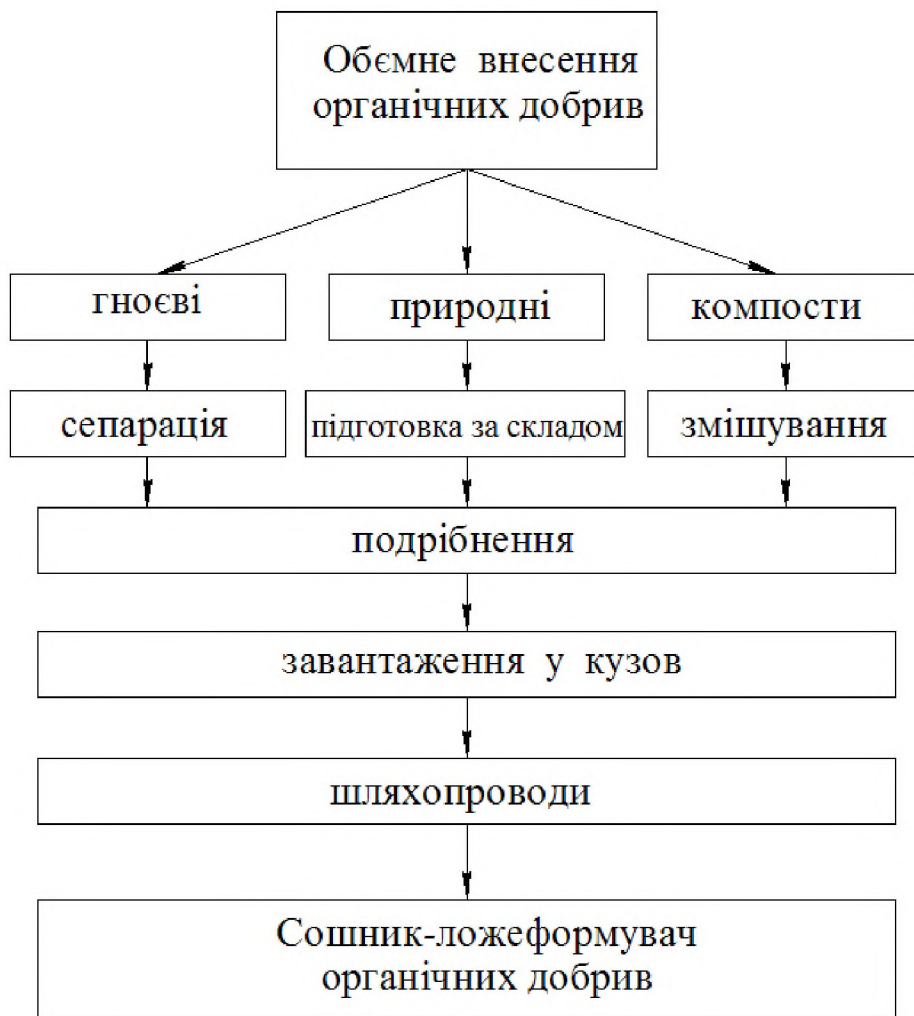 Обємне внесення
органічних добрив
гноєві
природні
компости
сепарація
підготовка за складом
змішування
подрібнення
завантаження у кузов
шляхопроводи
Сошник-ложеформувач
органічних добрив